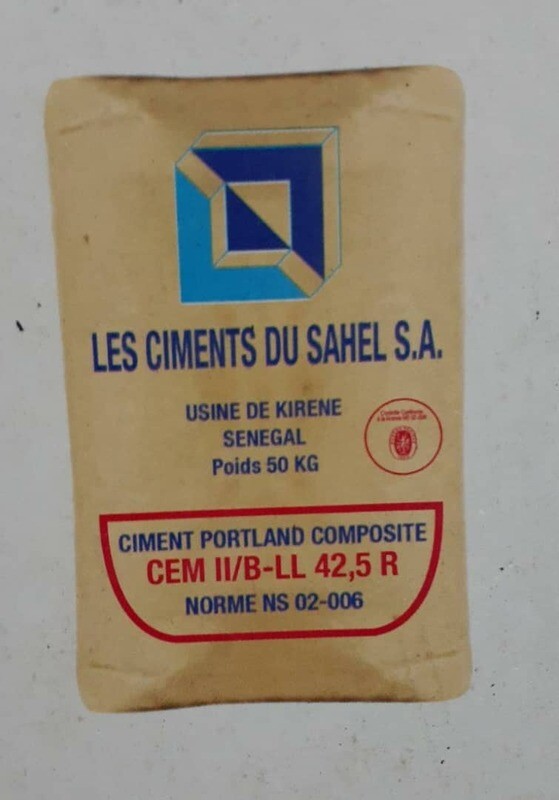 LES CIMENTS DU SAHEL S.A.
USINE DE KIRENE
SENEGAL
Poids 50 KG
CIMENT PORTLAND COMPOSITE
CEM II/B-LL 42,5 R
NORME NS 02-006